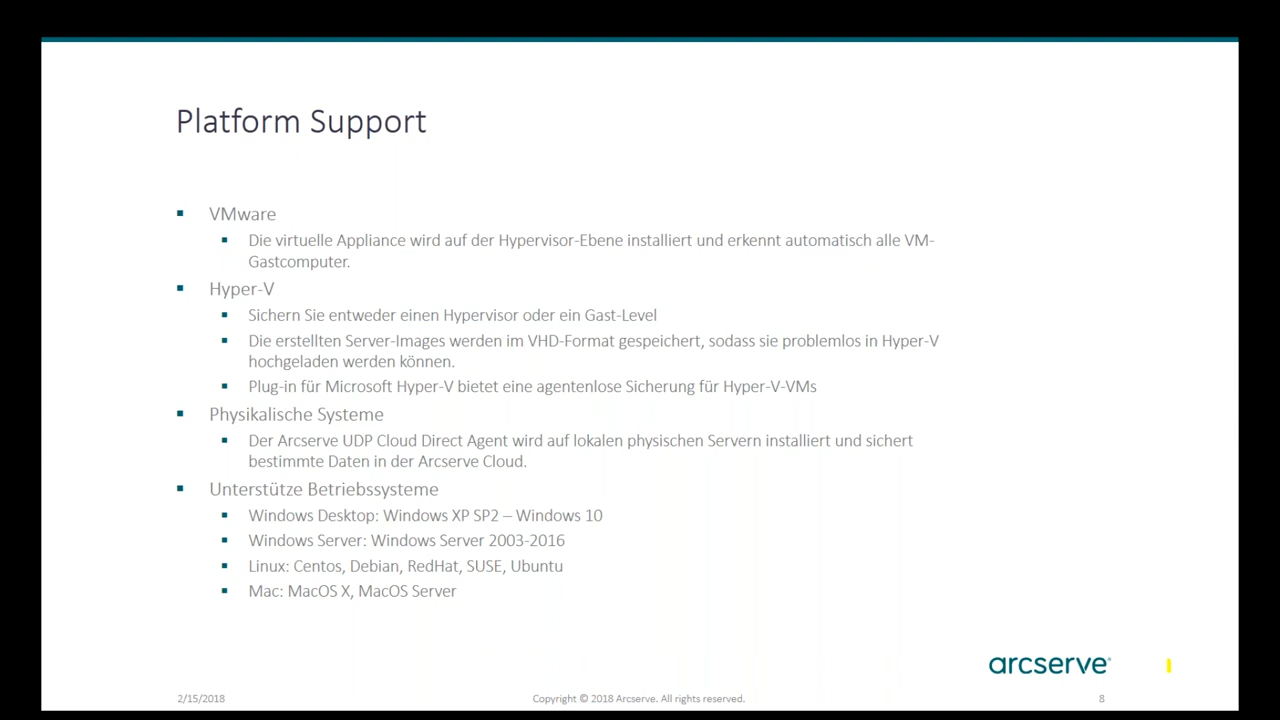 Platform Support
VMware
Die virtuelle Appliance wird auf der Hypervisor-Ebene installiert und erkennt automatisch alle VM-
Gastcomputer.
Hyper-V
Sichern Sie entweder einen Hypervisor oder ein Gast-Level
Die erstellten Server-Images werden im VHD-Format gespeichert, sodass sie problemlos in Hyper-V
hochgeladen werden können.
Plug-in für Microsoft Hyper-V bietet eine agentenlose Sicherung für Hyper-V-VMs
Physikalische Systeme
Der Arcserve UDP Cloud Direct Agent wird auf lokalen physischen Servern installiert und sichert
bestimmte Daten in der Arcserve Cloud.
Unterstütze Betriebssysteme
Windows Desktop: Windows XP SP2 – Windows 10
Windows Server: Windows Server 2003-2016
Linux: Centos, Debian, RedHat, SUSE, Ubuntu
Mac: MacOS X, MacOS Server
arcserve®
2/15/2018
Copyright © 2018 Arcserve. All rights reserved.
8